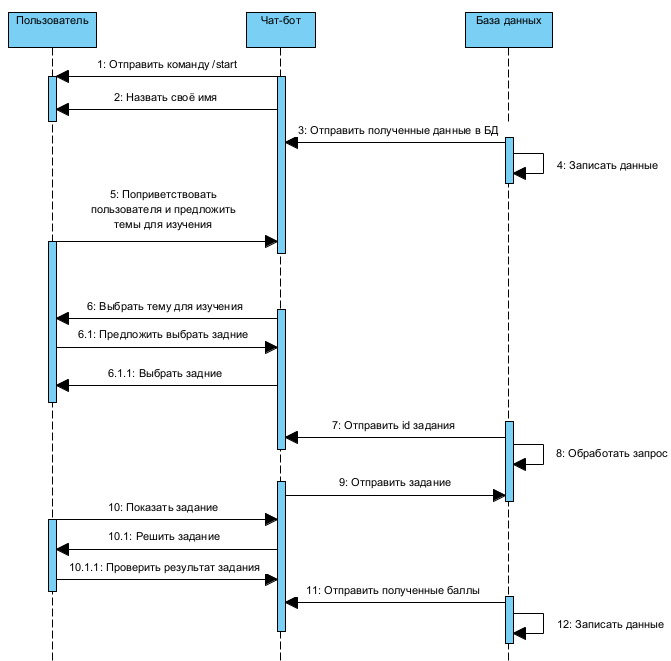 Пользователь
Чат-бот
База данных
1: Отправить команду /start
2: Назвать своё имя
3: Отправить полученные данные в БД
4: Записать данные
5: Поприветствовать
пользователя и предложить
темы для изучения
6: Выбрать тему для изучения
6.1: Предложить выбрать задние
6.1.1: Выбрать задние
7: Отправить id задания
8: Обработать запрос
9: Отправить задание
10: Показать задание
10.1: Решить задание
10.1.1: Проверить результат задания
11: Отправить полученные баллы
12: Записать данные